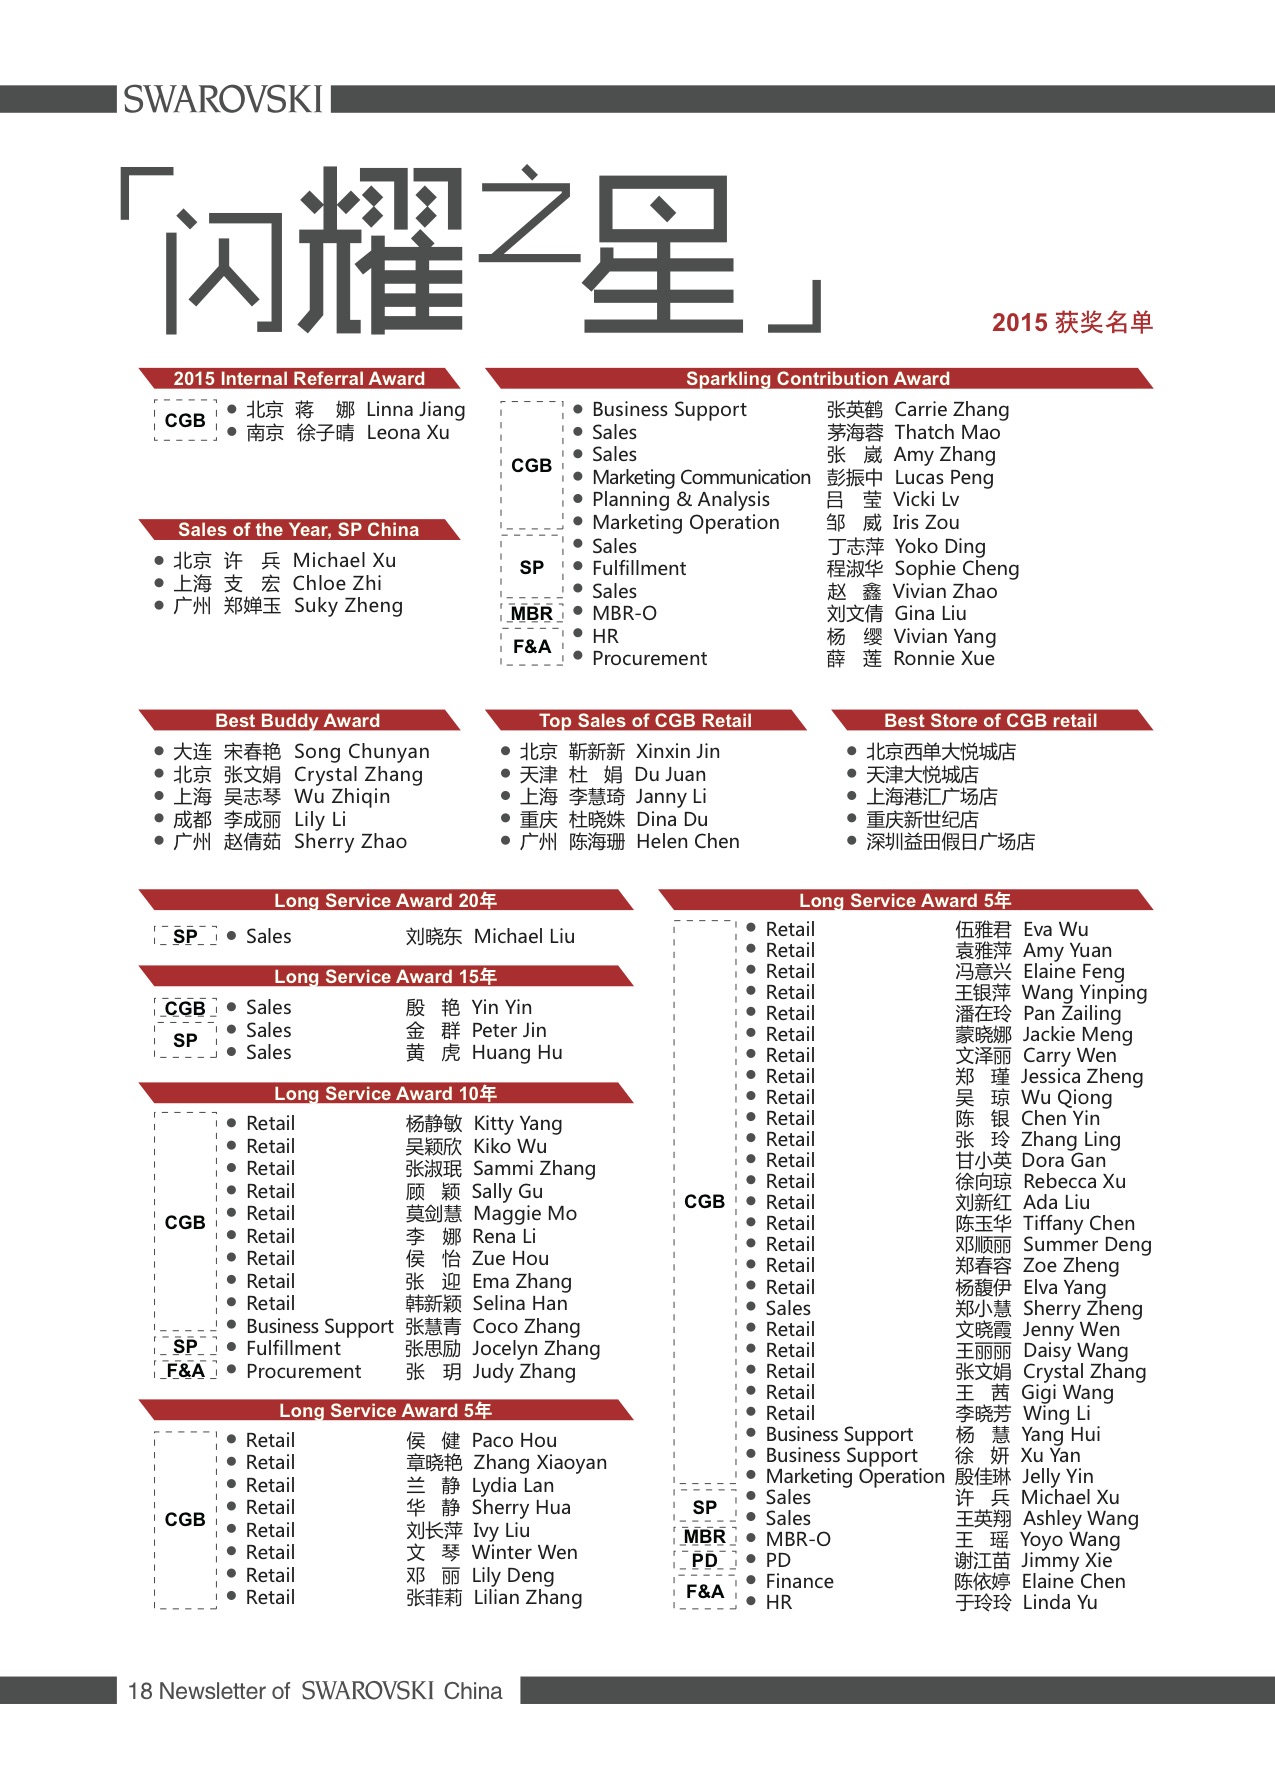 SWAROVSKI
「闪耀之星」
2015 获奖名单
2015 Internal Referral Award
CGB
北京 蒋 娜 Linna Jiang
南京 徐子晴 Leona Xu
Sales of the Year, SP China
北京 许 兵 Michael Xu
上海 支 宏 Chloe Zhi
广州 郑婵玉 Suky Zheng
Sparkling Contribution Award
CGB
Business Support 张英鹤 Carrie Zhang
Sales 茅海蓉 Thatch Mao
Sales 张 崴 Amy Zhang
Marketing Communication 彭振中 Lucas Peng
Planning & Analysis 吕 莹 Vicki Lv
Marketing Operation 邹 威 Iris Zou
SP
Sales 丁志萍 Yoko Ding
Fulfillment 程淑华 Sophie Cheng
Sales 赵 鑫 Vivian Zhao
MBR
MBR-O 刘文倩 Gina Liu
F&A
HR 杨 缨 Vivian Yang
Procurement 薛 莲 Ronnie Xue
Best Buddy Award
大连 宋春艳 Song Chunyan
北京 张文娟 Crystal Zhang
上海 吴志琴 Wu Zhiqin
成都 李成丽 Lily Li
广州 赵倩茹 Sherry Zhao
Top Sales of CGB Retail
北京 靳新新 Xinxin Jin
天津 杜 娟 Du Juan
上海 李慧琦 Janny Li
重庆 杜晓姝 Dina Du
广州 陈海珊 Helen Chen
Best Store of CGB retail
北京西单大悦城店
天津大悦城店
上海港汇广场店
重庆新世纪店
深圳益田假日广场店
Long Service Award 20年
SP
Sales 刘晓东 Michael Liu
Long Service Award 15年
CGB
Sales 殷 艳 Yin Yin
SP
Sales 金 群 Peter Jin
Sales 黄 虎 Huang Hu
Long Service Award 10年
CGB
Retail 杨静敏 Kitty Yang
Retail 吴颖欣 Kiko Wu
Retail 张淑珉 Sammi Zhang
Retail 顾 颖 Sally Gu
Retail 莫剑慧 Maggie Mo
Retail 李 娜 Rena Li
Retail 侯 怡 Zue Hou
Retail 张 迎 Ema Zhang
Retail 韩新颖 Selina Han
Business Support 张慧青 Coco Zhang
SP
Fulfillment 张思励 Jocelyn Zhang
F&A
Procurement 张 玥 Judy Zhang
Long Service Award 5年
CGB
Retail 侯 健 Paco Hou
Retail 章晓艳 Zhang Xiaoyan
Retail 兰 静 Lydia Lan
Retail 华 静 Sherry Hua
Retail 刘长萍 Ivy Liu
Retail 文 琴 Winter Wen
Retail 邓 丽 Lily Deng
Retail 张菲莉 Lilian Zhang
Long Service Award 5年
CGB
Retail 伍雅君 Eva Wu
Retail 袁雅萍 Amy Yuan
Retail 冯意兴 Elaine Feng
Retail 王银萍 Wang Yinping
Retail 潘在玲 Pan Zailing
Retail 蒙晓娜 Jackie Meng
Retail 文泽丽 Carry Wen
Retail 郑 瑾 Jessica Zheng
Retail 吴 琼 Wu Qiong
Retail 陈 银 Chen Yin
Retail 张 玲 Zhang Ling
Retail 甘小英 Dora Gan
Retail 徐向琼 Rebecca Xu
Retail 刘新红 Ada Liu
Retail 陈玉华 Tiffany Chen
Retail 邓顺丽 Summer Deng
Retail 郑春容 Zoe Zheng
Retail 杨馥伊 Elva Yang
Sales 郑小慧 Sherry Zheng
Retail 文晓霞 Jenny Wen
Retail 王丽丽 Daisy Wang
Retail 张文娟 Crystal Zhang
Retail 王 茜 Gigi Wang
Retail 李晓芳 Wing Li
Business Support 杨 慧 Yang Hui
Business Support 徐 妍 Xu Yan
Marketing Operation 殷佳琳 Jelly Yin
SP
Sales 许 兵 Michael Xu
Sales 王英翔 Ashley Wang
MBR
MBR-O 王 瑶 Yoyo Wang
PD
PD 谢江苗 Jimmy Xie
F&A
Finance 陈依婷 Elaine Chen
HR 于玲玲 Linda Yu
18 Newsletter of SWAROVSKI China